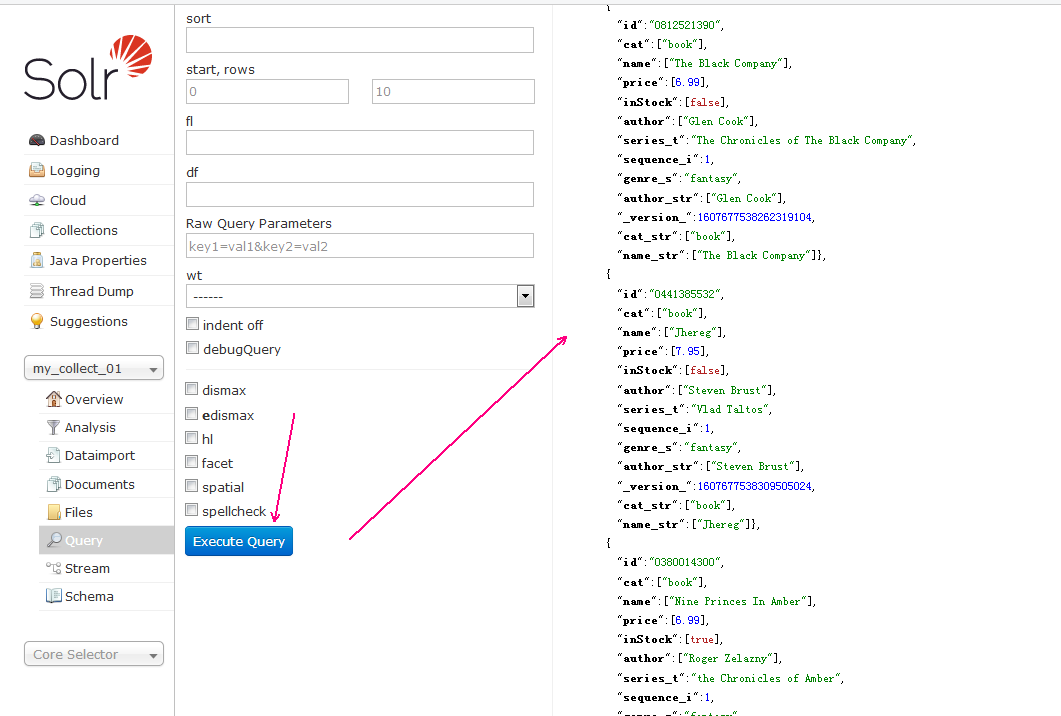 Solr
Dashboard
Logging
Cloud
Collections
Java Properties
Thread Dump
Suggestions
my_collect_01
Overview
Analysis
Dataimport
Documents
Files
Query
Stream
Schema
Core Selector
sort
start, rows
0
10
fl
df
Raw Query Parameters
key1=val1&key2=val2
wt
------
indent off
debugQuery
dismax
edismax
hl
facet
spatial
spellcheck
Execute Query
{
"id":"0812521390",
"cat":["book"],
"name":["The Black Company"],
"price":[6.99],
"inStock":[false],
"author":["Glen Cook"],
"series_t":"The Chronicles of The Black Company",
"sequence_i":1,
"genre_s":"fantasy",
"author_str":["Glen Cook"],
"_version_":1607677538262319104,
"cat_str":["book"],
"name_str":["The Black Company"]},
{
"id":"0441385532",
"cat":["book"],
"name":["Jhereg"],
"price":[7.95],
"inStock":[false],
"author":["Steven Brust"],
"series_t":"Vlad Taltos",
"sequence_i":1,
"genre_s":"fantasy",
"author_str":["Steven Brust"],
"_version_":1607677538309505024,
"cat_str":["book"],
"name_str":["Jhereg"]},
{
"id":"0380014300",
"cat":["book"],
"name":["Nine Princes In Amber"],
"price":[6.99],
"inStock":[true],
"author":["Roger Zelazny"],
"series_t":"the Chronicles of Amber",
"sequence_i":1,